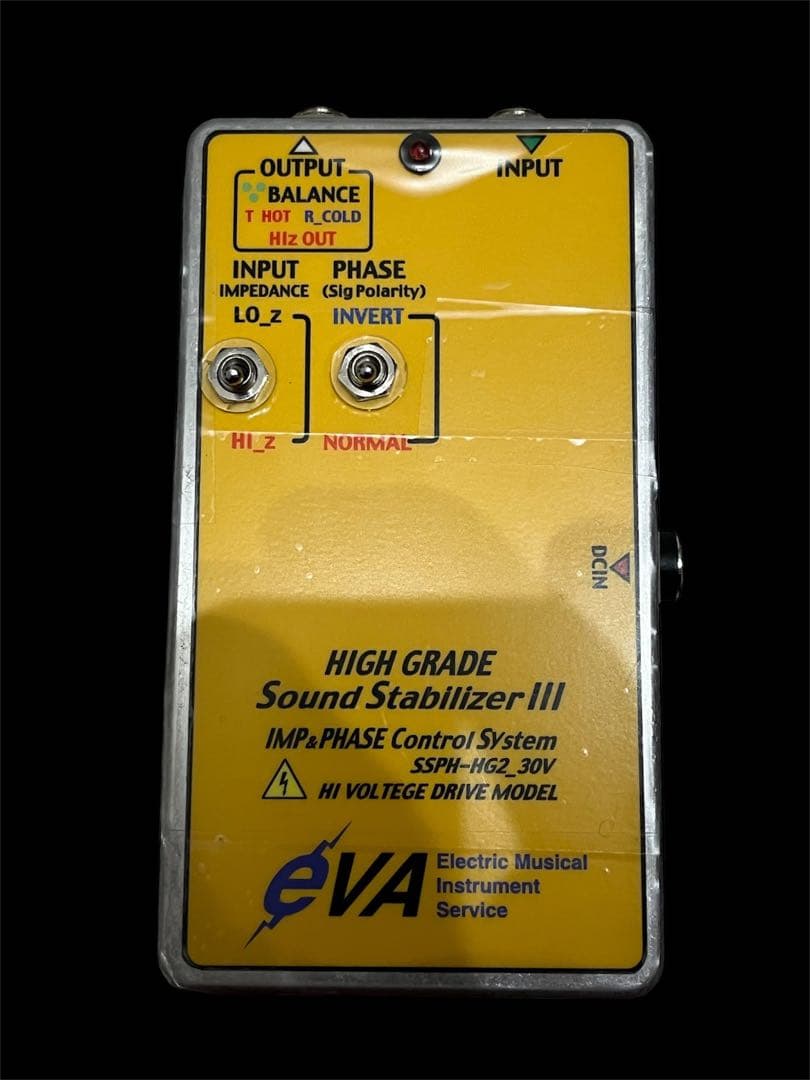 OUTPUT
INPUT
BALANCE
T HOT R_COLD
HIz OUT
INPUT
IMPEDANCE
LO_z
HI_z
PHASE
(Sig Polarity)
INVERT
NORMAL
DCIN
HIGH GRADE
Sound Stabilizer III
IMP&PHASE Control SYstem
SSPH-HG2_30V
HI VOLTEGE DRIVE MODEL
eVA
Electric Musical
Instrument
Service